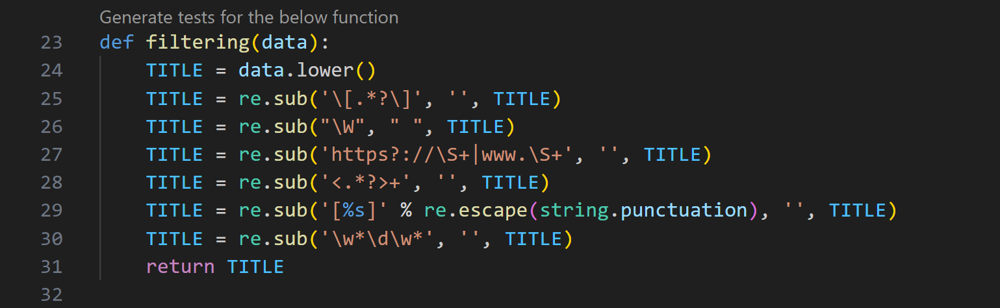 Generate tests for the below function
23 def filtering(data):
24     TITLE = data.lower()
25     TITLE = re.sub('\[.*?\]', '', TITLE)
26     TITLE = re.sub("\W", " ", TITLE)
27     TITLE = re.sub('https?://\S+|www.\S+', '', TITLE)
28     TITLE = re.sub('<.*?>+', '', TITLE)
29     TITLE = re.sub('[%s]' % re.escape(string.punctuation), '', TITLE)
30     TITLE = re.sub('\w*\d\w*', '', TITLE)
31     return TITLE
32